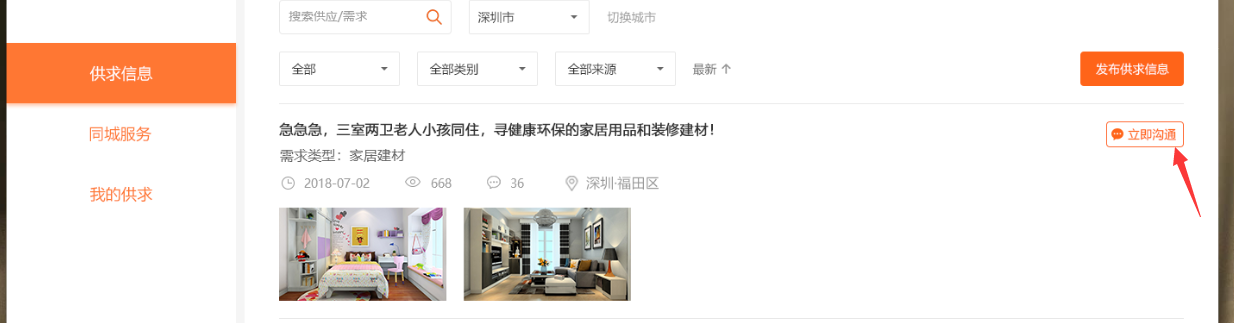 搜索供应/需求
深圳市
切换城市
供求信息
全部
全部类别
全部来源
最新
发布供求信息
同城服务
我的供求
急急急，三室两卫老人小孩同住，寻健康环保的家居用品和装修建材！
立即沟通
需求类型：家居建材
2018-07-02
668
36
深圳·福田区